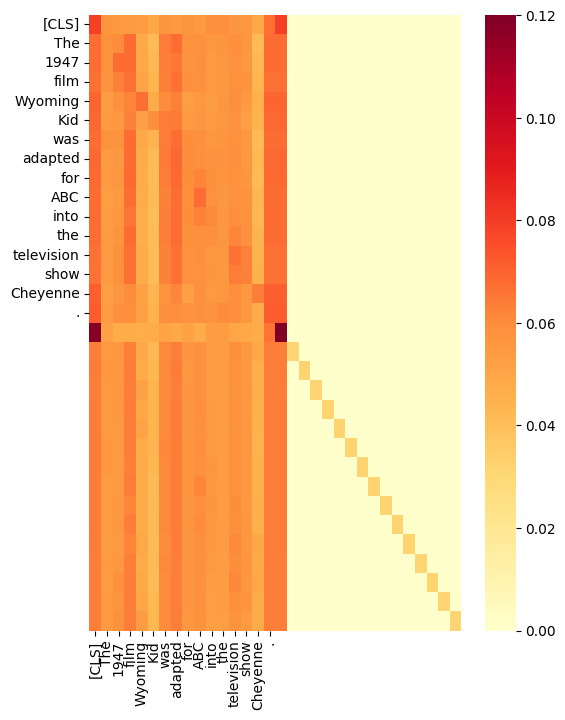 [CLS]
The
1947
film
Wyoming
Kid
was
adapted
for
ABC
into
the
television
show
Cheyenne
.
0.12
0.10
0.08
0.06
0.04
0.02
0.00
[CLS]
The
1947
film
Wyoming
Kid
was
adapted
for
ABC
into
the
television
show
Cheyenne
.